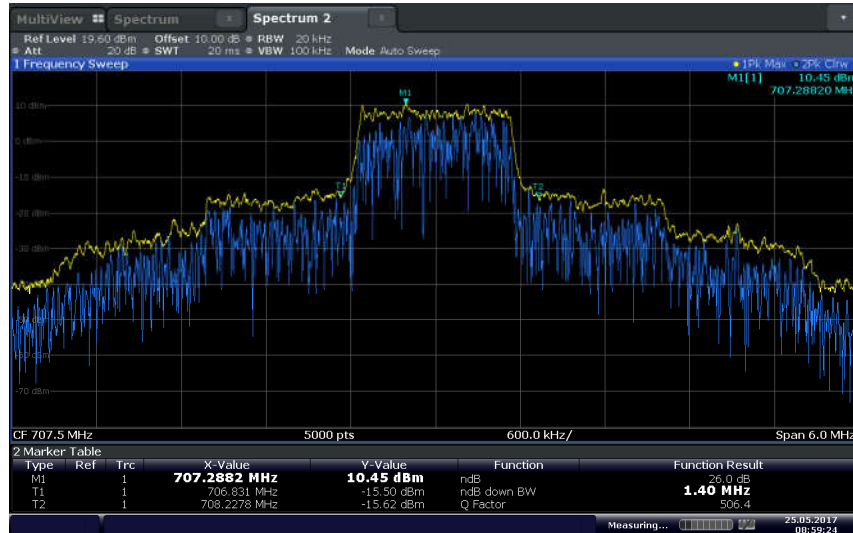 MultiView Spectrum x Spectrum 2 x
Ref Level 19.60 dBm Offset 10.00 dB RBW 20 kHz
Att 20 dB SWT 20 ms VBW 100 kHz Mode Auto Sweep
1 Frequency Sweep 1Pk Max 2Pk Clrw
M1[1] 10.45 dBm
707.28820 MHz
M1
10 dBm
0 dBm
-10 dBm
T1 T2
-20 dBm
-30 dBm
-70 dBm
CF 707.5 MHz 5000 pts 600.0 kHz/ Span 6.0 MHz
2 Marker Table
Type Ref Trc X-Value Y-Value Function Function Result
M1 1 707.2882 MHz 10.45 dBm ndB 26.0 dB
T1 1 706.831 MHz -15.50 dBm ndB down BW 1.40 MHz
T2 1 708.2278 MHz -15.62 dBm Q Factor 506.4
Measuring... 25.05.2017
08:59:24